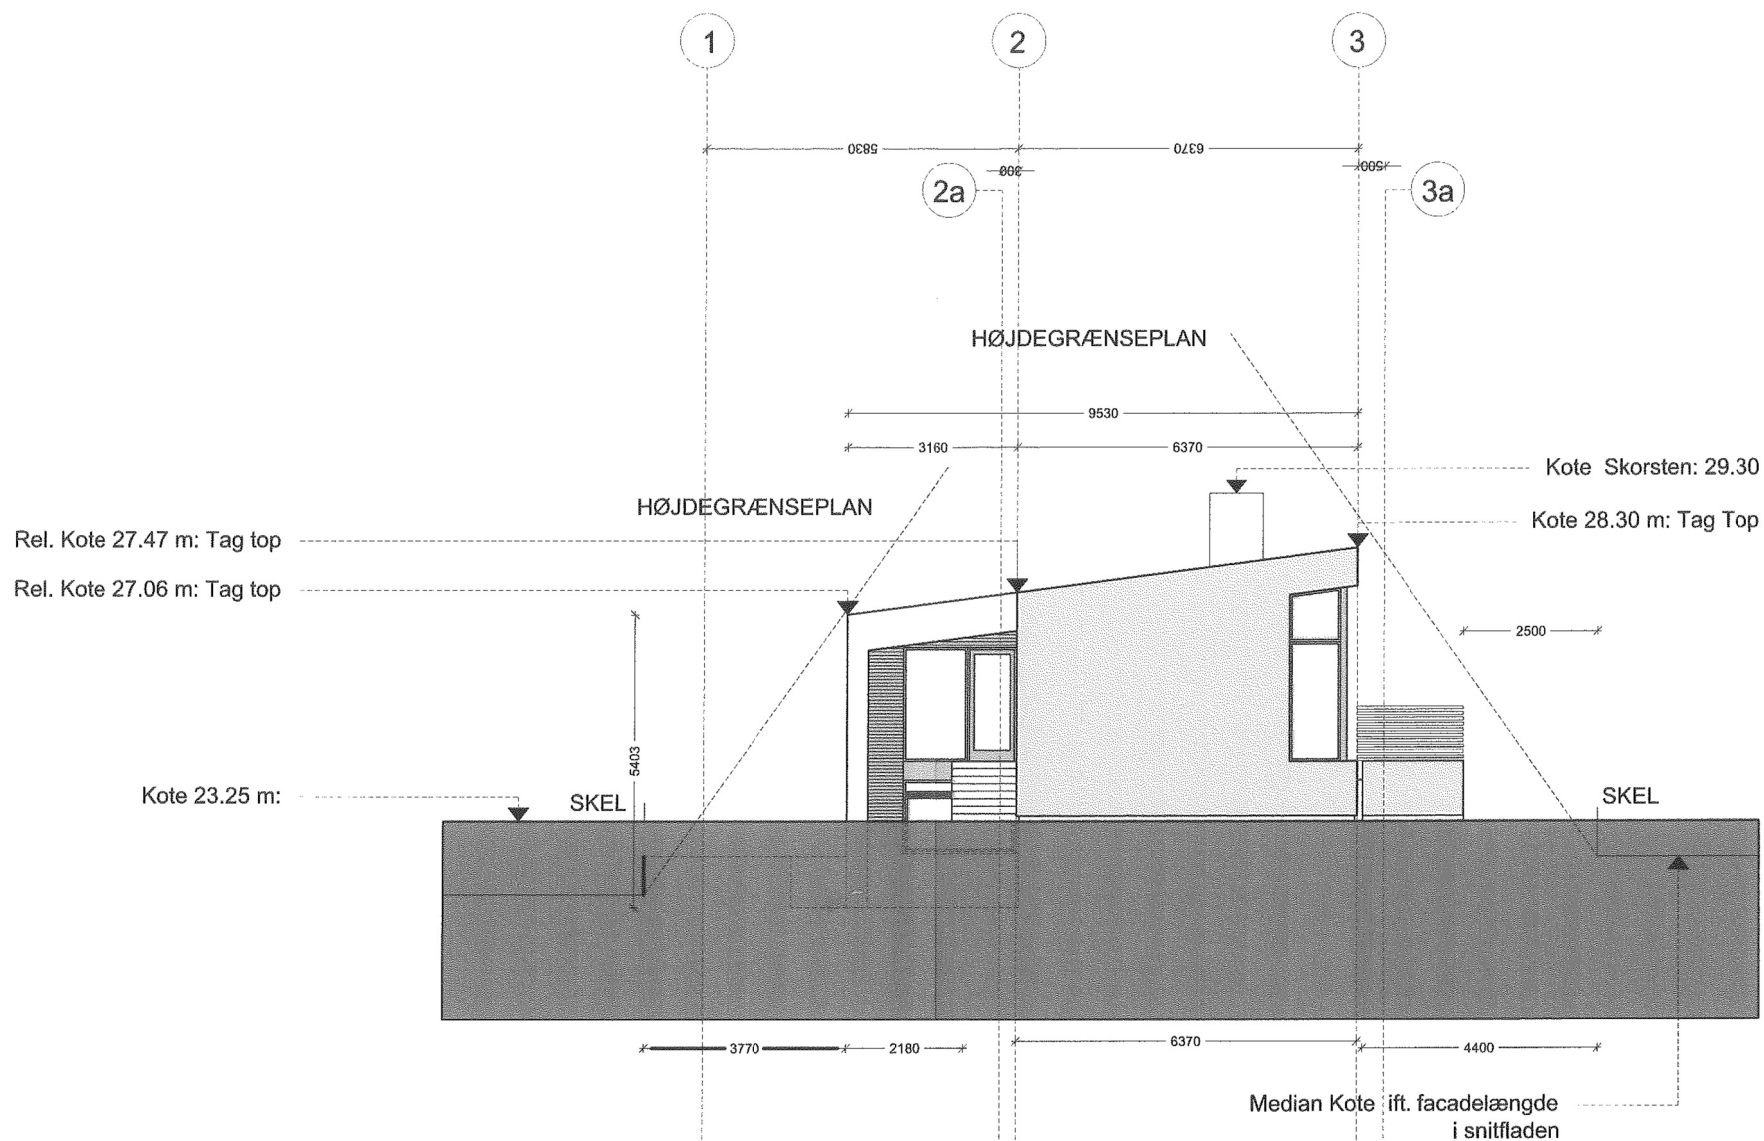 1
2
3
5830
6370
300
500
2a
3a
HØJDEGRÆNSEPLAN
9530
3160
6370
Kote Skorsten: 29.30
HØJDEGRÆNSEPLAN
Kote 28.30 m: Tag Top
Rel. Kote 27.47 m: Tag top
Rel. Kote 27.06 m: Tag top
2500
5403
Kote 23.25 m:
SKEL
SKEL
3770
2180
6370
4400
Median Kote ift. facadelængde
i snitfladen